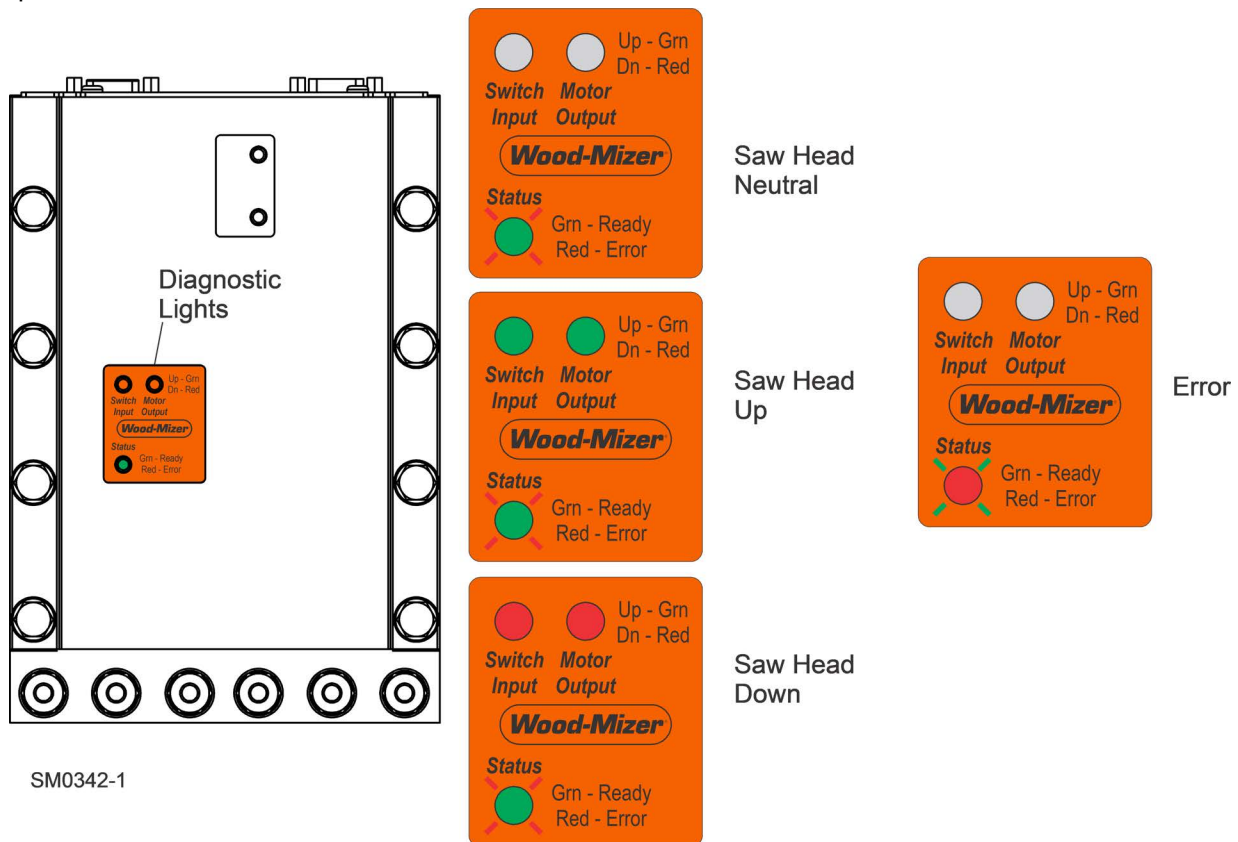 Diagnostic
Lights
Up - Grn
Dn - Red
Switch Motor
Input Output
Wood-Mizer
Status
Grn - Ready
Red - Error
SM0342-1
Up - Grn
Dn - Red
Switch Motor
Input Output
Wood-Mizer
Status
Grn - Ready
Red - Error
Saw Head
Neutral
Up - Grn
Dn - Red
Switch Motor
Input Output
Wood-Mizer
Status
Grn - Ready
Red - Error
Saw Head
Up
Up - Grn
Dn - Red
Switch Motor
Input Output
Wood-Mizer
Status
Grn - Ready
Red - Error
Saw Head
Down
Up - Grn
Dn - Red
Switch Motor
Input Output
Wood-Mizer
Status
Grn - Ready
Red - Error
Error